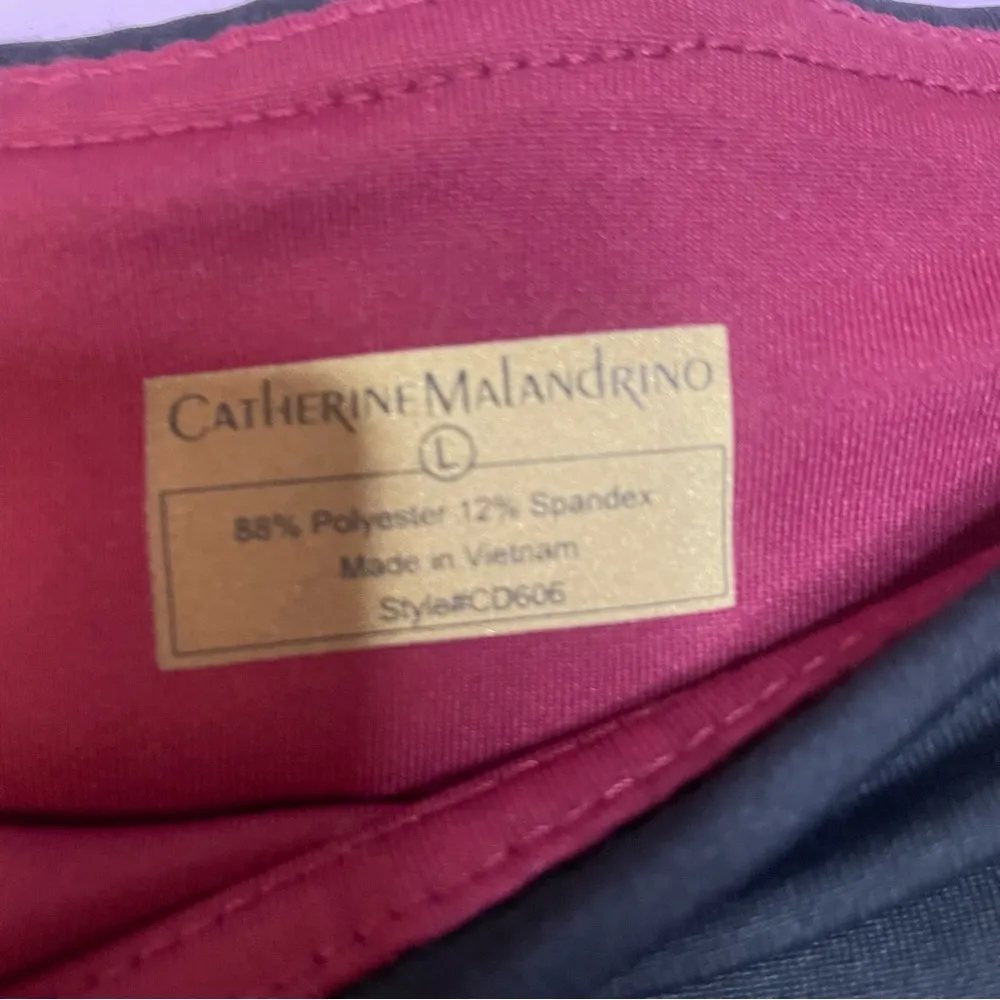 CATHERINE MALANDRINO
L
88% Polyester 12% Spandex
Made in Vietnam
Style#CD606